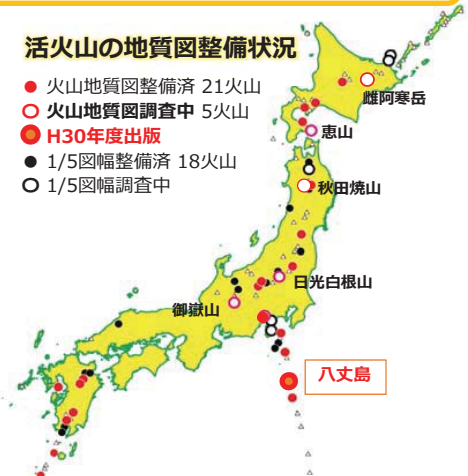 活火山の地質図整備状況
火山地質図整備済 21火山
火山地質図調査中 5火山
H30年度出版
1/5図幅整備済 18火山
1/5図幅調査中
雌阿寒岳
恵山
秋田焼山
日光白根山
御嶽山
八丈島